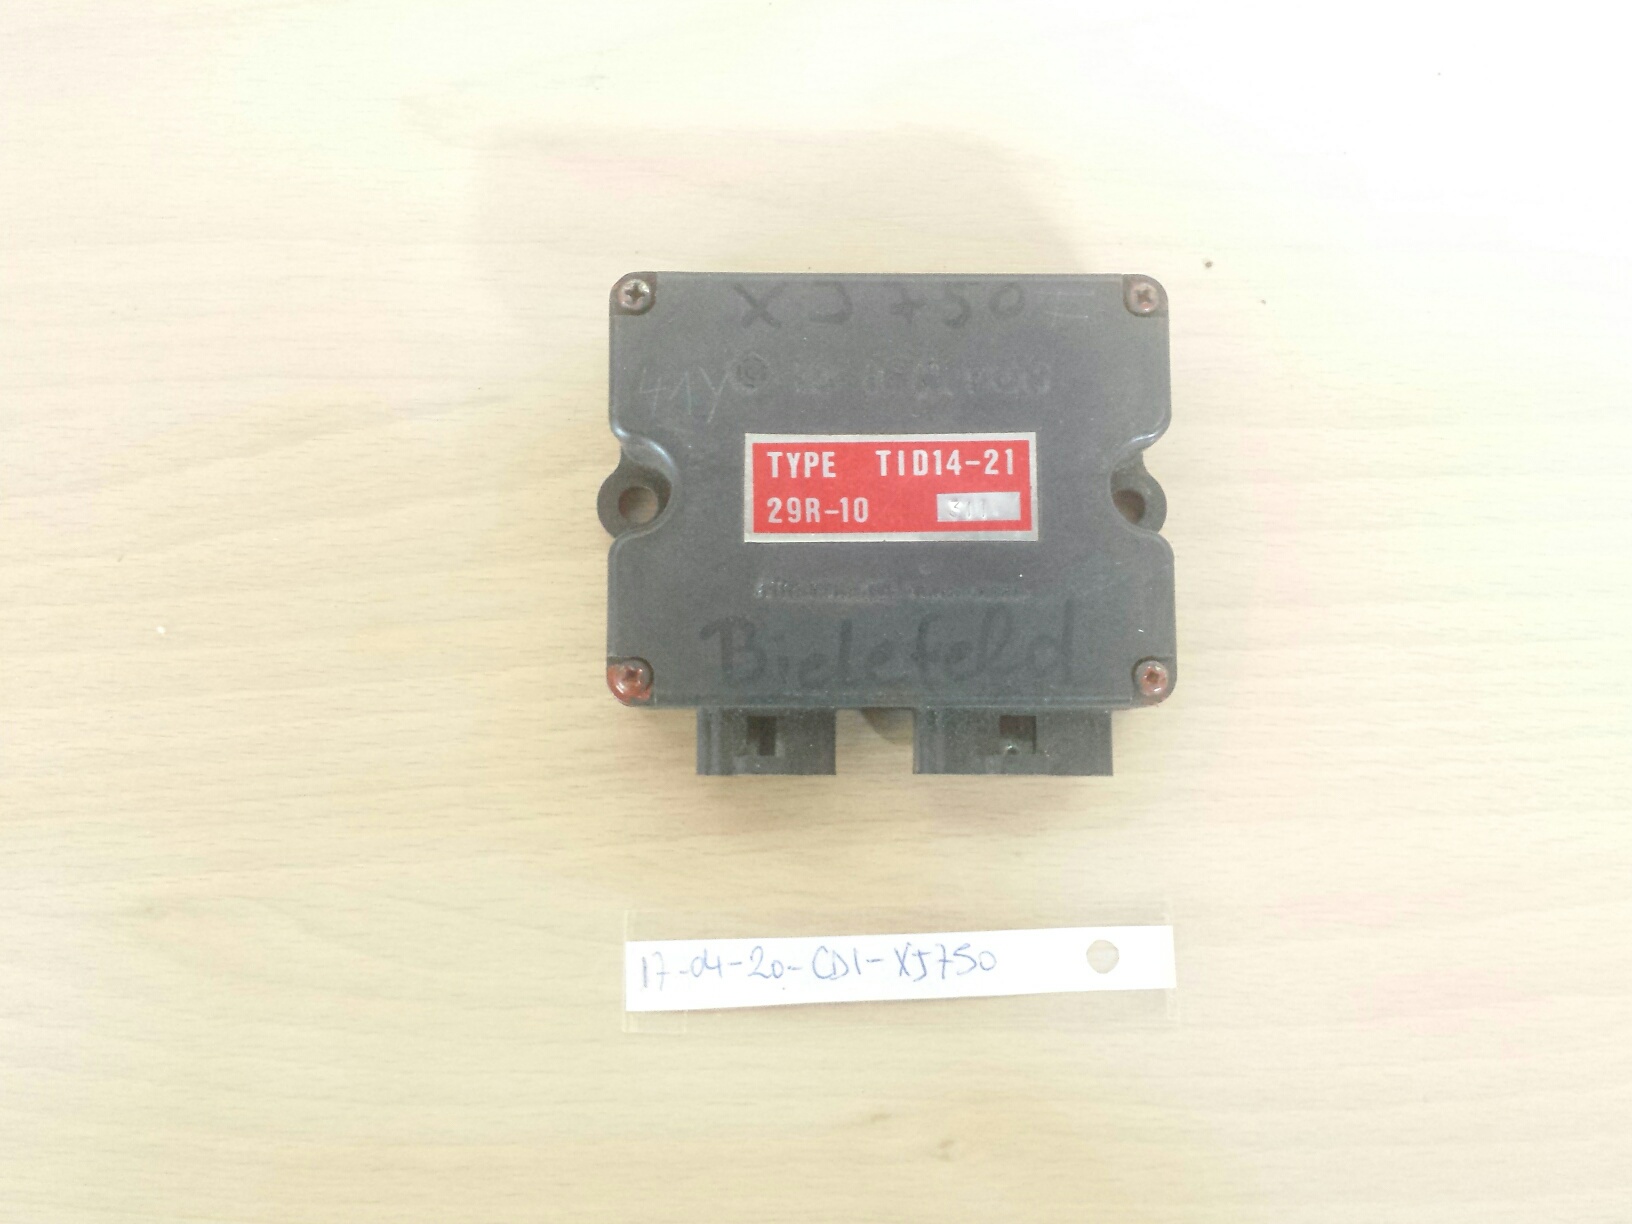 XJ750
41Y
TYPE TID14-21
29R-10
Bielefeld
17-04-20-CDI-XJ750